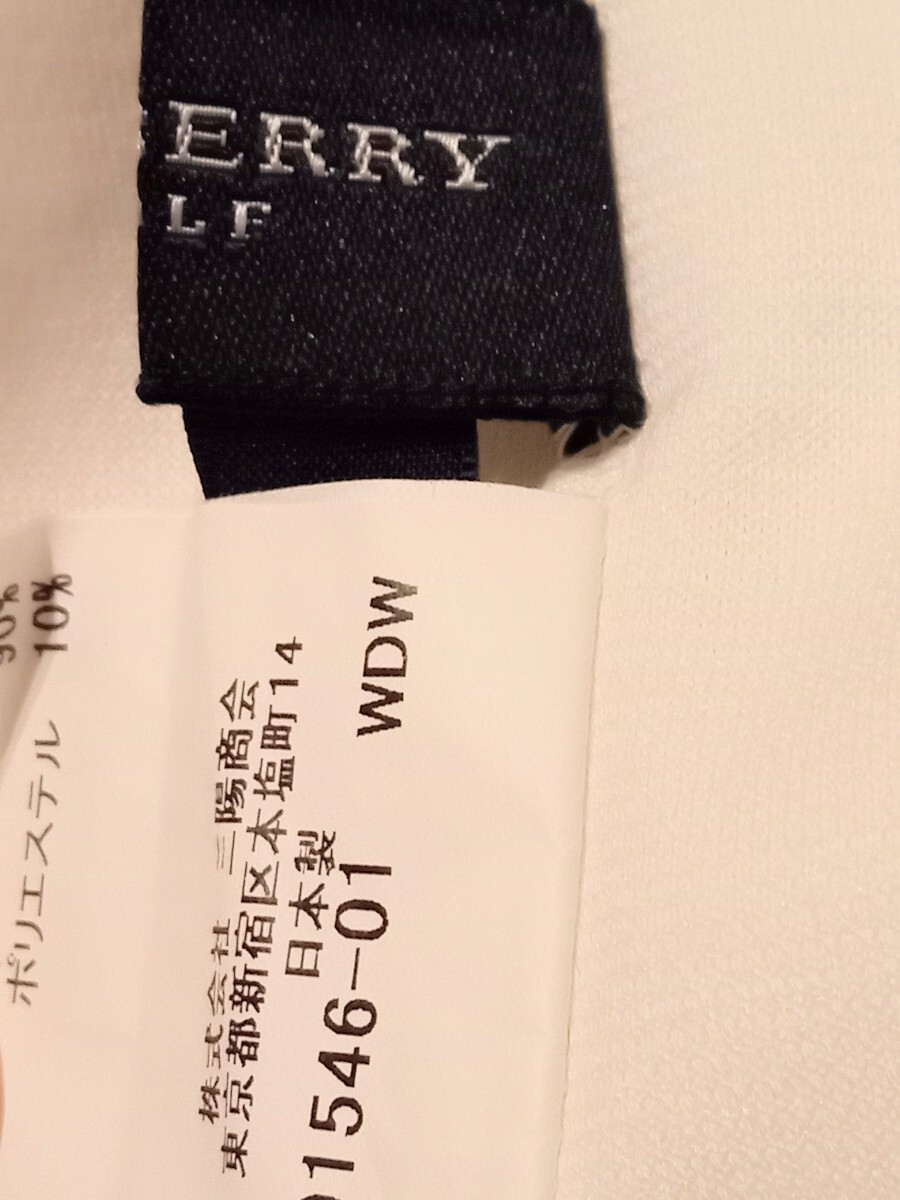 ERRY
LF
10%
ポリエステル
株式会社 三陽商会
東京都新宿区本塩町14
日本製
1546-01 WDW